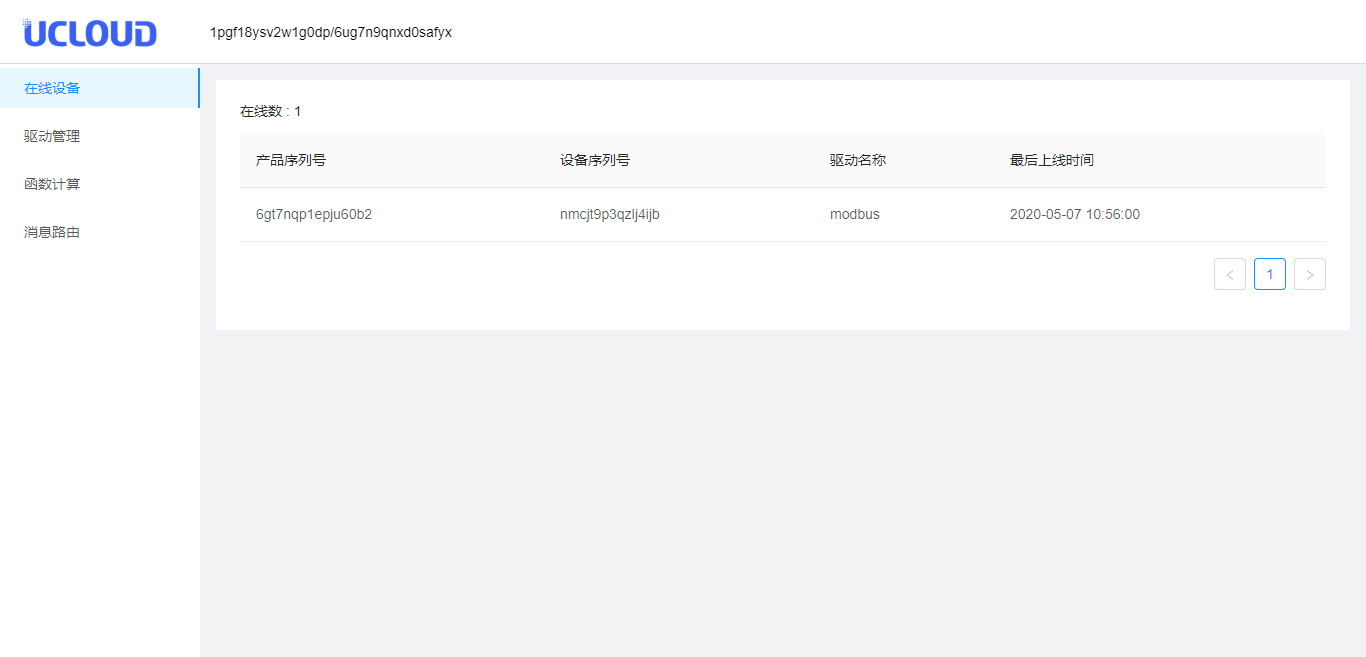 UCLOUD
1pgf18ysv2w1g0dp/6ug7n9qnxd0safyx
在线设备
驱动管理
函数计算
消息路由
在线数 : 1
产品序列号 设备序列号 驱动名称 最后上线时间
6gt7nqp1epju60b2 nmcjt9p3qzlj4ijb modbus 2020-05-07 10:56:00
< 1 >